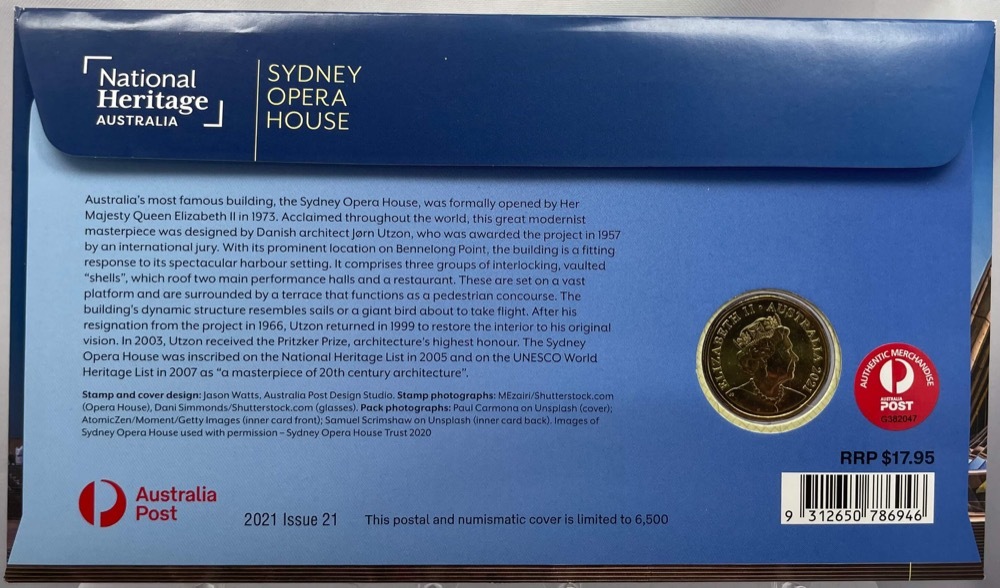 National
Heritage
AUSTRALIA
SYDNEY
OPERA
HOUSE
Australia's most famous building, the Sydney Opera House, was formally opened by Her
Majesty Queen Elizabeth II in 1973. Acclaimed throughout the world, this great modernist
masterpiece was designed by Danish architect Jørn Utzon, who was awarded the project in 1957
by an international jury. With its prominent location on Bennelong Point, the building is a fitting
response to its spectacular harbour setting. It comprises three groups of interlocking, vaulted
"shells", which roof two main performance halls and a restaurant. These are set on a vast
platform and are surrounded by a terrace that functions as a pedestrian concourse. The
building's dynamic structure resembles sails or a giant bird about to take flight. After his
resignation from the project in 1966, Utzon returned in 1999 to restore the interior to his original
vision. In 2003, Utzon received the Pritzker Prize, architecture's highest honour. The Sydney
Opera House was inscribed on the National Heritage List in 2005 and on the UNESCO World
Heritage List in 2007 as "a masterpiece of 20th century architecture".
Stamp and cover design: Jason Watts, Australia Post Design Studio. Stamp photographs: MEzairi/Shutterstock.com
(Opera House), Dani Simmonds/Shutterstock.com (glasses). Pack photographs: Paul Carmona on Unsplash (cover);
AtomicZen/Moment/Getty Images (inner card front); Samuel Scrimshaw on Unsplash (inner card back). Images of
Sydney Opera House used with permission – Sydney Opera House Trust 2020
ELIZABETH II • AUSTRALIA 2021
AUTHENTIC MERCHANDISE
AUSTRALIA
POST
G382047
RRP $17.95
9 312650 786946
Australia
Post
2021 Issue 21
This postal and numismatic cover is limited to 6,500